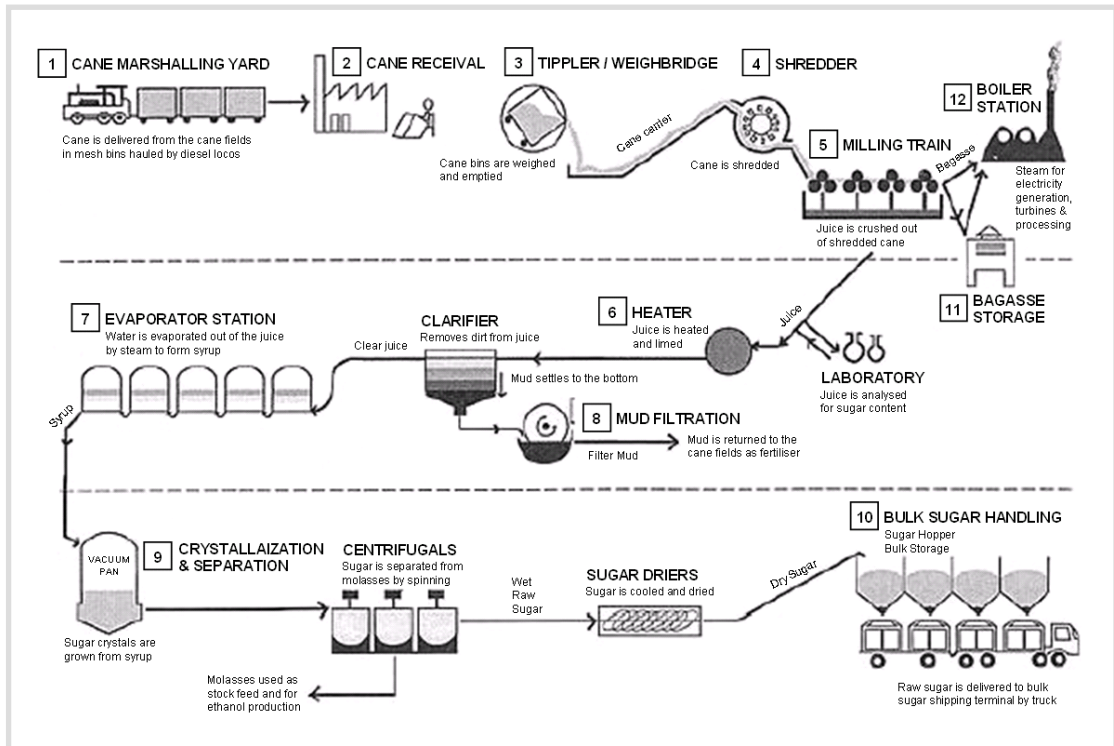 1 CANE MARSHALLING YARD
Cane is delivered from the cane fields
in mesh bins hauled by diesel locos
2 CANE RECEIVAL
3 TIPPLER / WEIGHBRIDGE
Cane bins are weighed
and emptied
Cane carrier
4 SHREDDER
Cane is shredded
5 MILLING TRAIN
Juice is crushed out
of shredded cane
Bagasse
12 BOILER
STATION
Steam for
electricity
generation,
turbines &
processing
11 BAGASSE
STORAGE
Juice
LABORATORY
Juice is analysed
for sugar content
6 HEATER
Juice is heated
and limed
CLARIFIER
Removes dirt from juice
Mud settles to the bottom
Clear juice
8 MUD FILTRATION
Filter Mud
Mud is returned to the
cane fields as fertiliser
7 EVAPORATOR STATION
Water is evaporated out of the juice
by steam to form syrup
Syrup
VACUUM
PAN
Sugar crystals are
grown from syrup
9 CRYSTALLAIZATION
& SEPARATION
CENTRIFUGALS
Sugar is separated from
molasses by spinning
Molasses used as
stock feed and for
ethanol production
Wet
Raw
Sugar
SUGAR DRIERS
Sugar is cooled and dried
Dry Sugar
10 BULK SUGAR HANDLING
Sugar Hopper
Bulk Storage
Raw sugar is delivered to bulk
sugar shipping terminal by truck